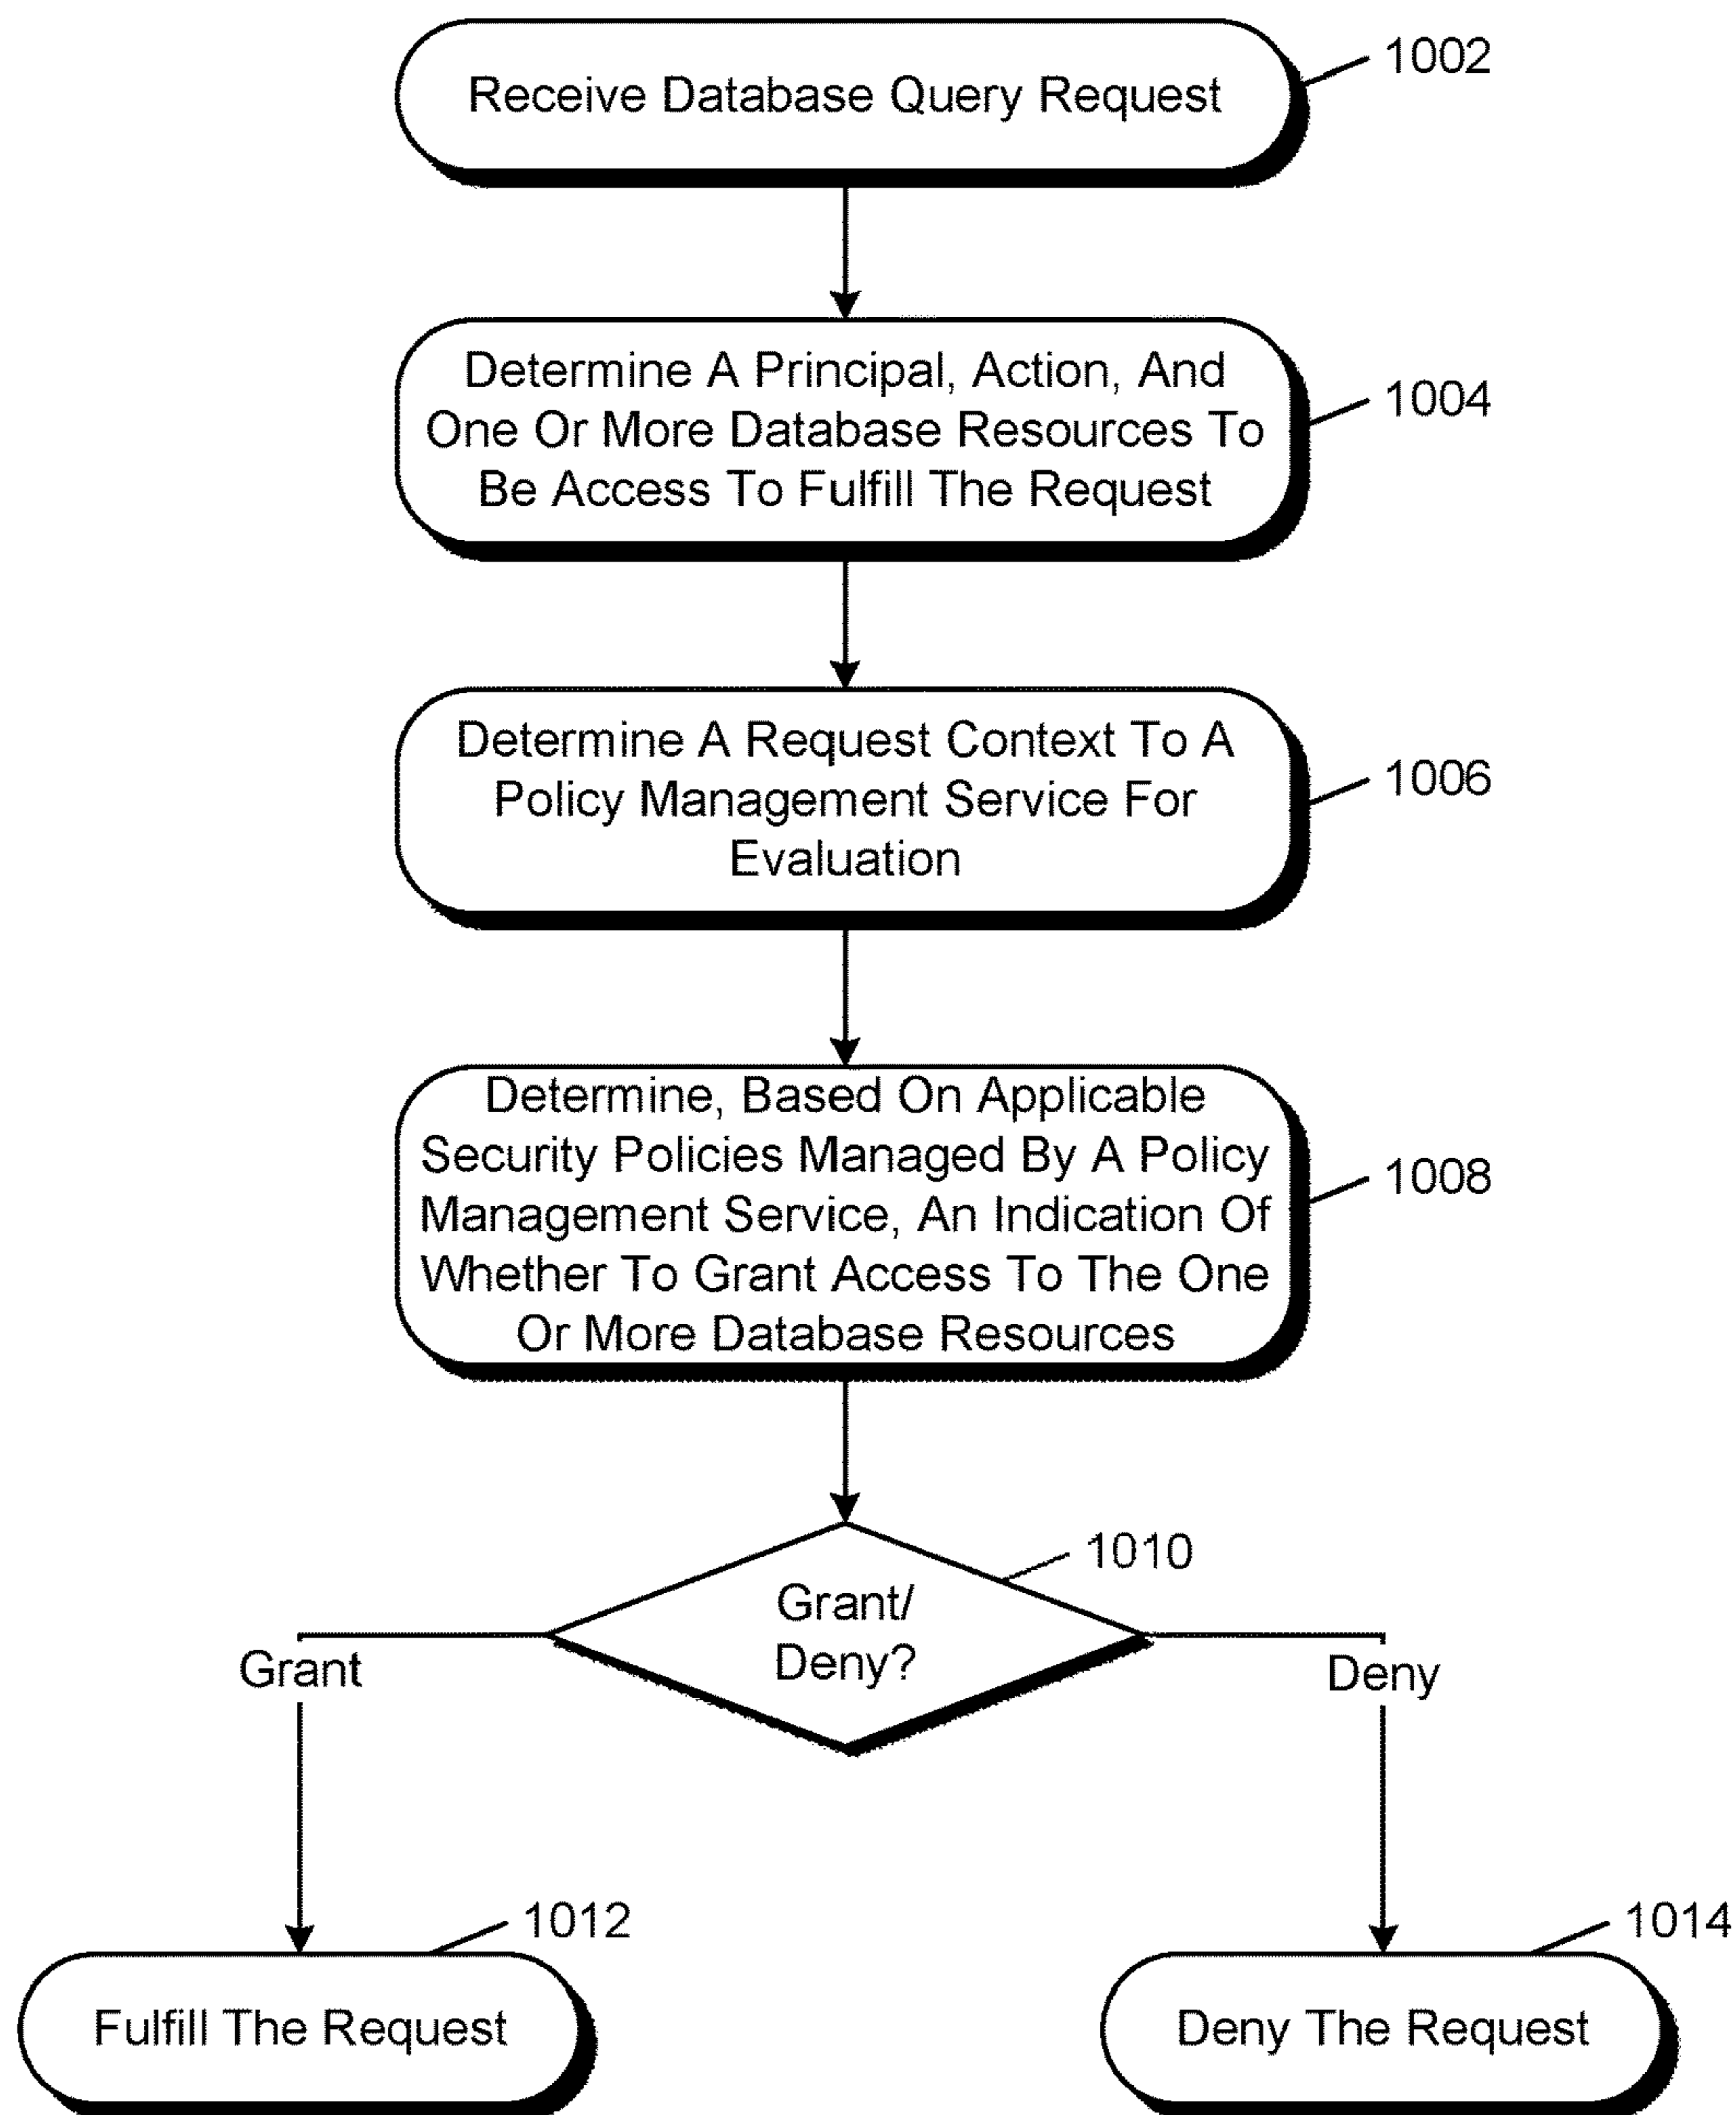 Receive Database Query Request
1002
Determine A Principal, Action, And
One Or More Database Resources To
Be Access To Fulfill The Request
1004
Determine A Request Context To A
Policy Management Service For
Evaluation
1006
Determine, Based On Applicable
Security Policies Managed By A Policy
Management Service, An Indication Of
Whether To Grant Access To The One
Or More Database Resources
1008
1010
Grant/
Deny?
Grant
Deny
1012
Fulfill The Request
1014
Deny The Request